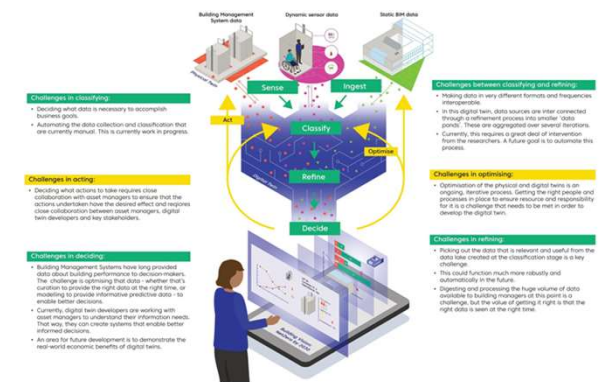 Building Management
System data
Dynamic sensor data
Static BIM data
Physical Twin
Sense
Ingest
Act
Classify
Optimise
Digital Twin
Refine
Decide
Challenges in classifying:
• Deciding what data is necessary to accomplish
business goals.
• Automating the data collection and classification that
are currently manual. This is currently work in progress.
Challenges in acting:
• Deciding what actions to take requires close
collaboration with asset managers to ensure that the
actions undertaken have the desired effect and requires
close collaboration between asset managers, digital
twin developers and key stakeholders.
Challenges in deciding:
• Building Management Systems have long provided
data about building performance to decision-makers.
The challenge is optimising that data - whether that's
curation to provide the right data at the right time, or
modelling to provide informative predictive data - to
enable better decisions.
• Currently, digital twin developers are working with
asset managers to understand their information needs.
That way, they can create systems that enable better
informed decisions.
• An area for future development is to demonstrate the
real-world economic benefits of digital twins.
Challenges between classifying and refining:
• Making data in very different formats and frequencies
interoperable.
• In this digital twin, data sources are inter connected
through a refinement process into smaller 'data
ponds'. These are aggregated over several iterations.
• Currently, this requires a great deal of intervention
from the researchers. A future goal is to automate this
process.
Challenges in optimising:
• Optimisation of the physical and digital twins is an
ongoing, iterative process. Getting the right people and
processes in place to ensure resource and responsibility
for it is a challenge that needs to be met in order to
develop the digital twin.
Challenges in refining:
• Picking out the data that is relevant and useful from the
data lake created at the classification stage is a key
challenge.
• This could function much more robustly and
automatically in the future.
• Digesting and processing the huge volume of data
available to building managers at this point is a
challenge, but the value of getting it right is that the
right data is seen at the right time.